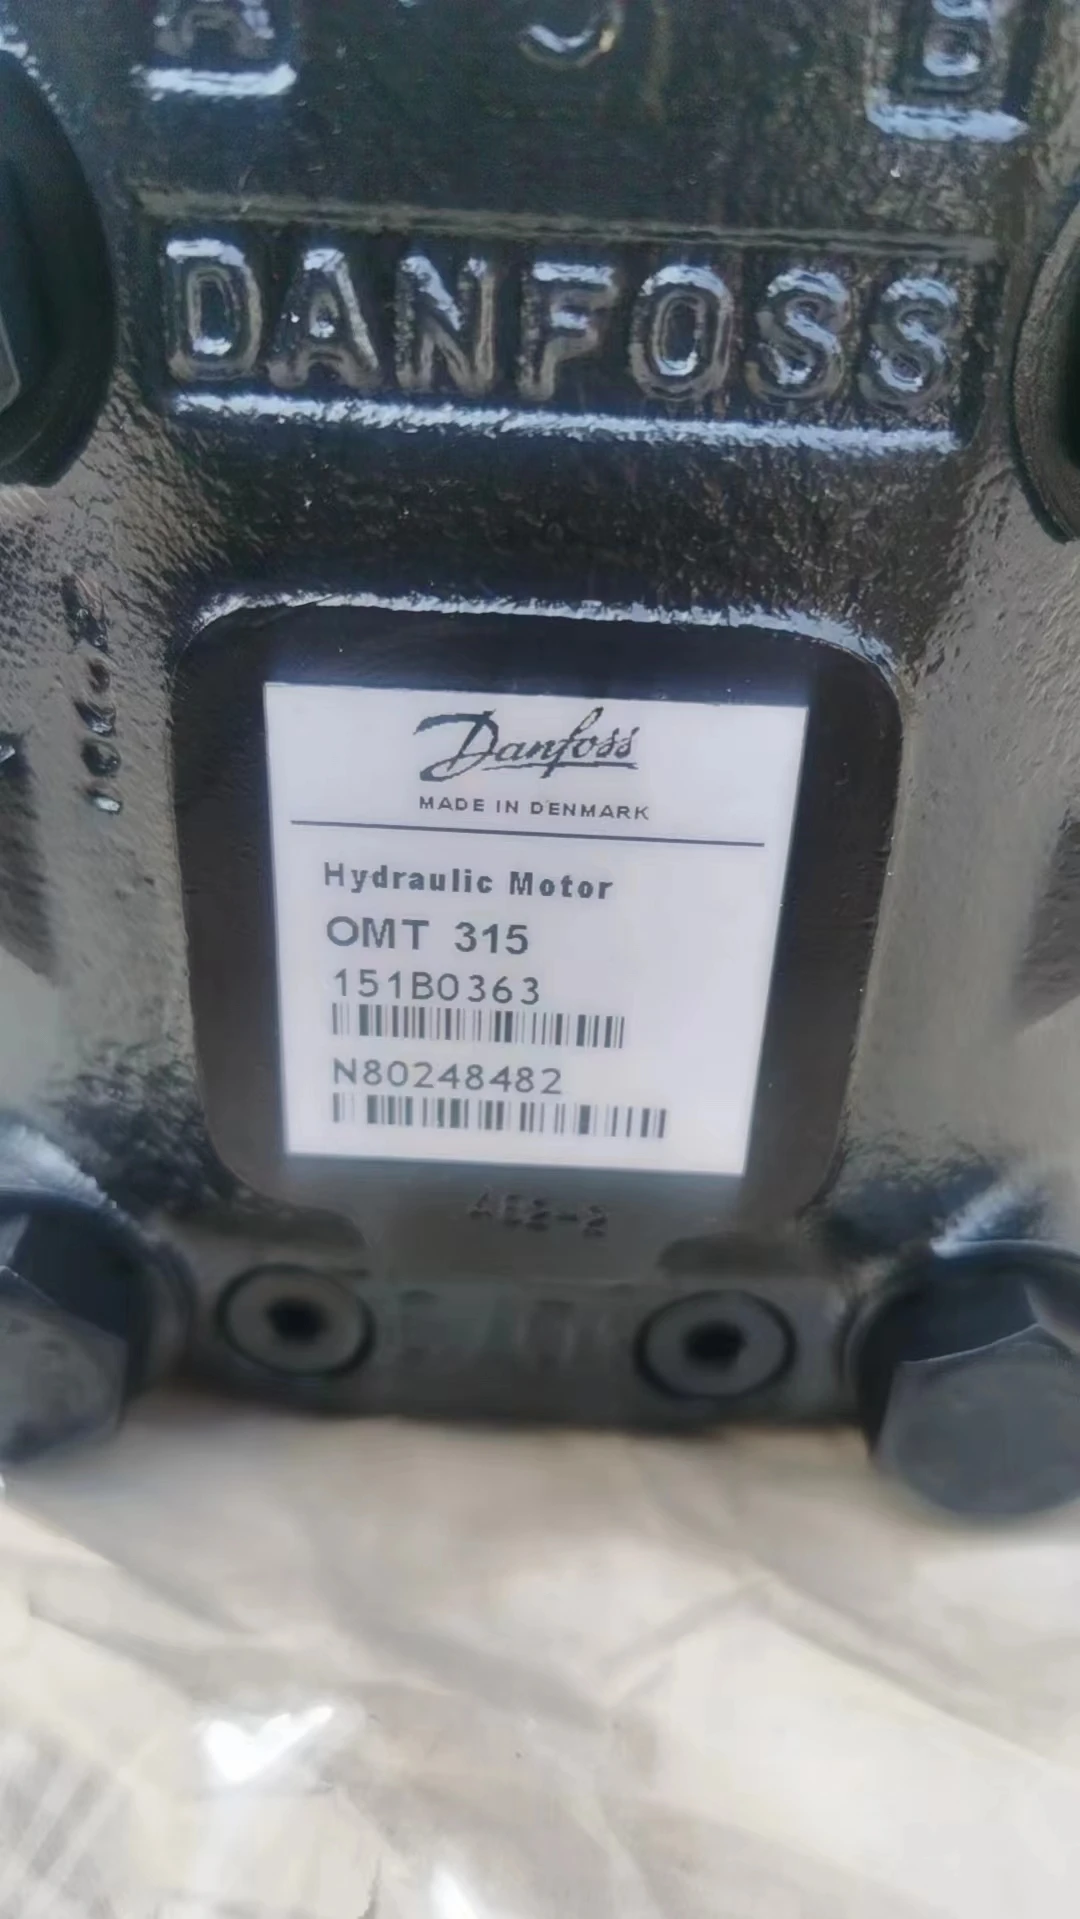 A B
DANFOSS
Danfoss
MADE IN DENMARK
Hydraulic Motor
OMT 315
151B0363
N80248482